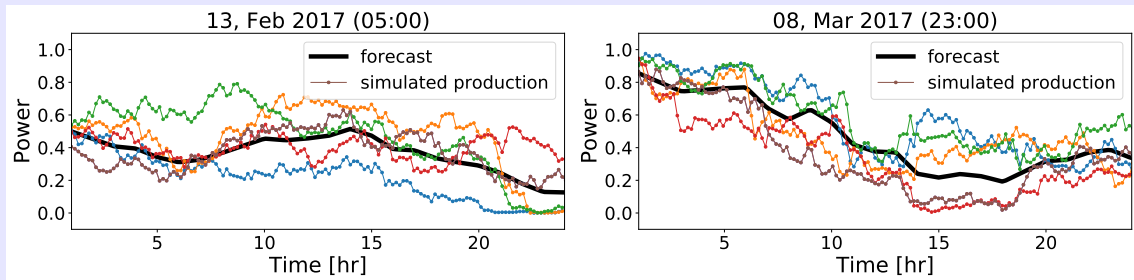 13, Feb 2017 (05:00)
1.0
0.8
0.6
0.4
0.2
0.0
Power
forecast
simulated production
5
10
15
20
Time [hr]
08, Mar 2017 (23:00)
1.0
0.8
0.6
0.4
0.2
0.0
Power
forecast
simulated production
5
10
15
20
Time [hr]